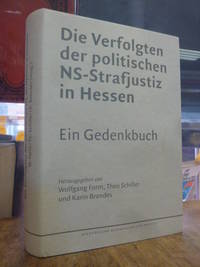 Die Verfolgten
der politischen
NS-Strafjustiz
in Hessen
Ein Gedenkbuch
Herausgegeben von
Wolfgang Form, Theo Schiller
und Karin Brandes